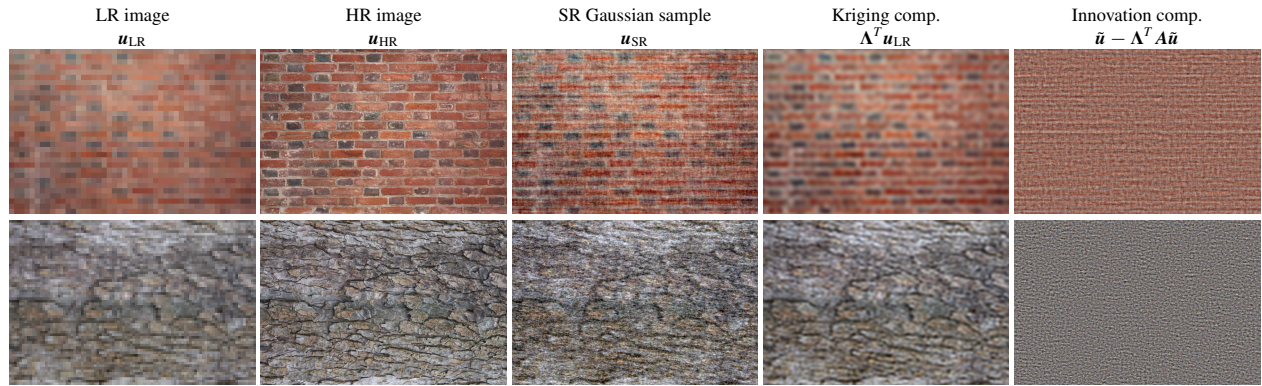 LR image
HR image
SR Gaussian sample
Kriging comp.
Innovation comp.
𝒖_LR
𝒖_HR
𝒖_SR
𝚲^T 𝒖_LR
𝒖̃ − 𝚲^T 𝑨𝒖̃